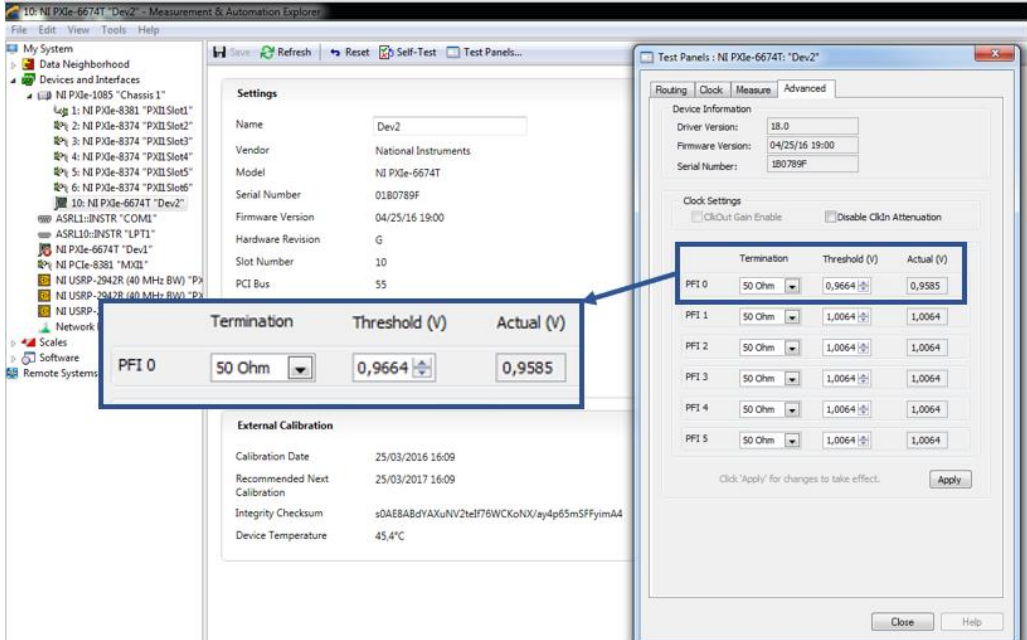 10: NI PXIe-6674T "Dev2" - Measurement & Automation Explorer
File Edit View Tools Help
My System
Data Neighborhood
Devices and Interfaces
NI PXIe-1085 "Chassis 1"
1: NI PXIe-8381 "PXI1Slot1"
2: NI PXIe-8374 "PXI1Slot2"
3: NI PXIe-8374 "PXI1Slot3"
4: NI PXIe-8374 "PXI1Slot4"
5: NI PXIe-8374 "PXI1Slot5"
6: NI PXIe-8374 "PXI1Slot6"
10: NI PXIe-6674T "Dev2"
ASRL1::INSTR "COM1"
ASRL10::INSTR "LPT1"
NI PXIe-6674T "Dev1"
NI PCIe-8381 "MXI1"
NI USRP-2942R (40 MHz BW) "PX
NI USRP-2942R (40 MHz BW) "PX
NI USRP-
Network
Scales
Software
Remote Systems
Save Refresh Reset Self-Test Test Panels...
Settings
Name Dev2
Vendor National Instruments
Model NI PXIe-6674T
Serial Number 01B0789F
Firmware Version 04/25/16 19:00
Hardware Revision G
Slot Number 10
PCI Bus 55
Termination Threshold (V) Actual (V)
PFI 0 50 Ohm 0,9664 0,9585
External Calibration
Calibration Date 25/03/2016 16:09
Recommended Next Calibration 25/03/2017 16:09
Integrity Checksum s0AE8ABdYAXuNV2teIf76WCKoNX/ay4p65mSFFyimA4
Device Temperature 45,4°C
Test Panels : NI PXIe-6674T: "Dev2"
Routing Clock Measure Advanced
Device Information
Driver Version: 18.0
Firmware Version: 04/25/16 19:00
Serial Number: 1B0789F
Clock Settings
ClkOut Gain Enable Disable ClkIn Attenuation
Termination Threshold (V) Actual (V)
PFI 0 50 Ohm 0,9664 0,9585
PFI 1 50 Ohm 1,0064 1,0064
PFI 2 50 Ohm 1,0064 1,0064
PFI 3 50 Ohm 1,0064 1,0064
PFI 4 50 Ohm 1,0064 1,0064
PFI 5 50 Ohm 1,0064 1,0064
Click 'Apply' for changes to take effect. Apply
Close Help